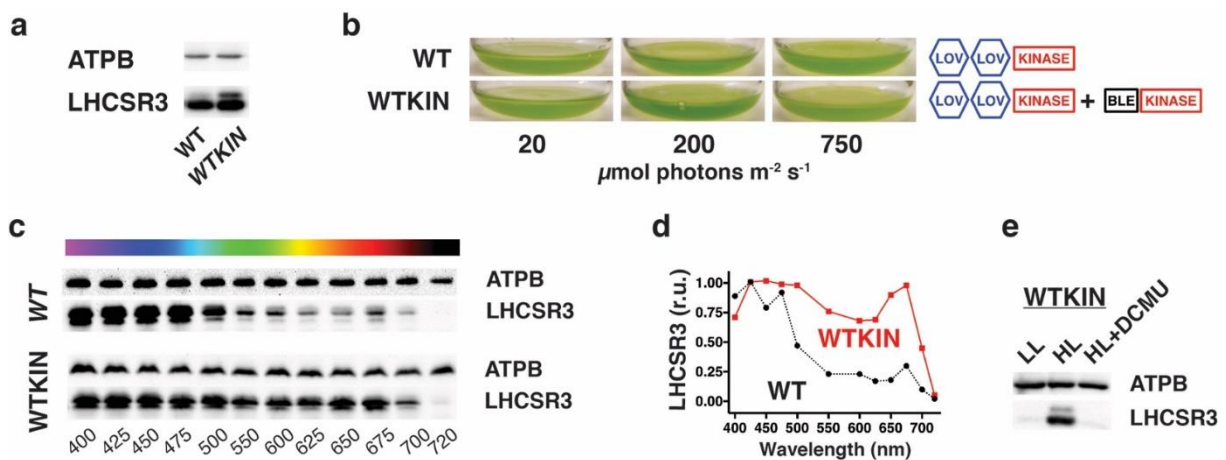 a
ATPB
LHCSR3
WT
WTKIN
b
WT
WTKIN
20
200
750
µmol photons m⁻² s⁻¹
LOV LOV KINASE
LOV LOV KINASE + BLE KINASE
c
WT
ATPB
LHCSR3
WTKIN
ATPB
LHCSR3
400 425 450 475 500 550 600 625 650 675 700 720
d
LHCSR3 (r.u.)
1.00
0.75
0.50
0.25
0.00
WTKIN
WT
400 450 500 550 600 650 700
Wavelength (nm)
e
WTKIN
LL HL HL+DCMU
ATPB
LHCSR3